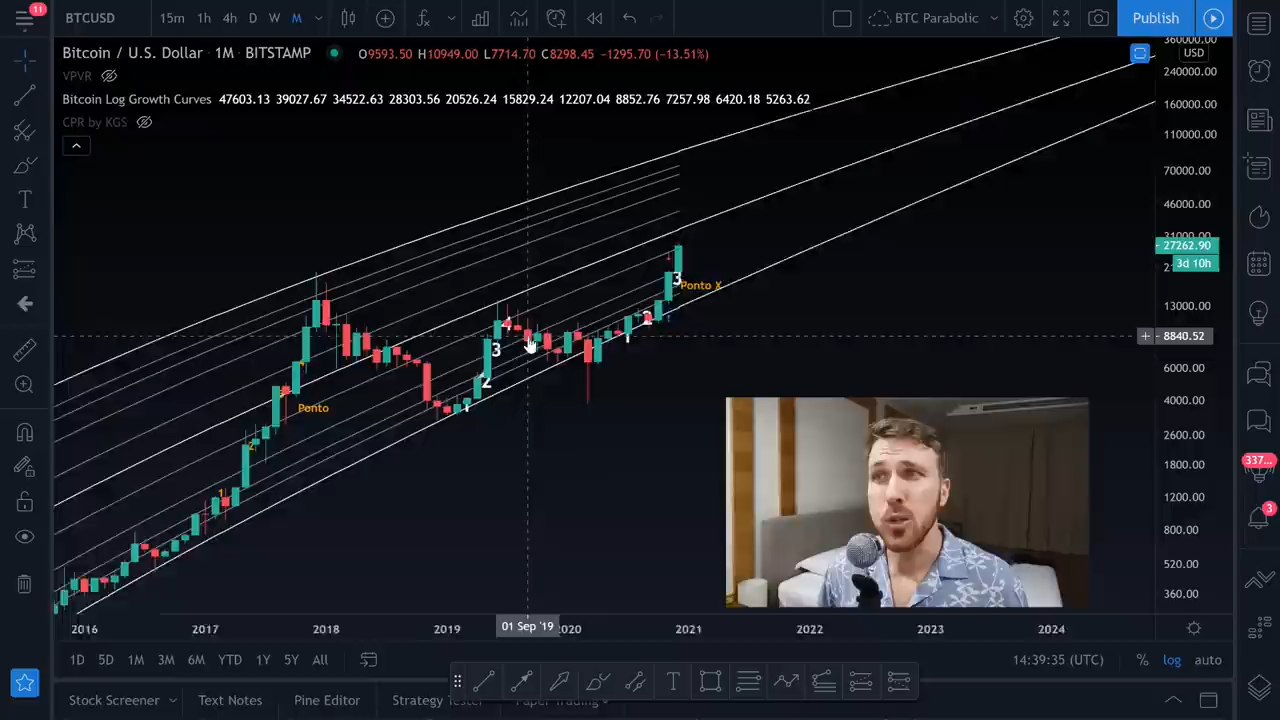 11
BTCUSD 15m 1h 4h D W M BTC Parabolic Publish
Bitcoin / U.S. Dollar · 1M · BITSTAMP O9593.50 H10949.00 L7714.70 C8298.45 −1295.70 (−13.51%)
VPVR
Bitcoin Log Growth Curves 47603.13 39027.67 34522.63 28303.56 20526.24 15829.24 12207.04 8852.76 7257.98 6420.18 5263.62
CPR by KGS
360000.00
USD
240000.00
160000.00
110000.00
70000.00
46000.00
31000.00
27262.90
3d 10h
13000.00
8840.52
6000.00
4000.00
2600.00
1800.00
1200.00
800.00
520.00
360.00
3
Ponto X
2
4
3
2
Ponto
2
1
337...
3
2016 2017 2018 2019 01 Sep '19 2020 2021 2022 2023 2024
1D 5D 1M 3M 6M YTD 1Y 5Y All 14:39:35 (UTC) % log auto
Stock Screener Text Notes Pine Editor Strategy Tester Paper Trading